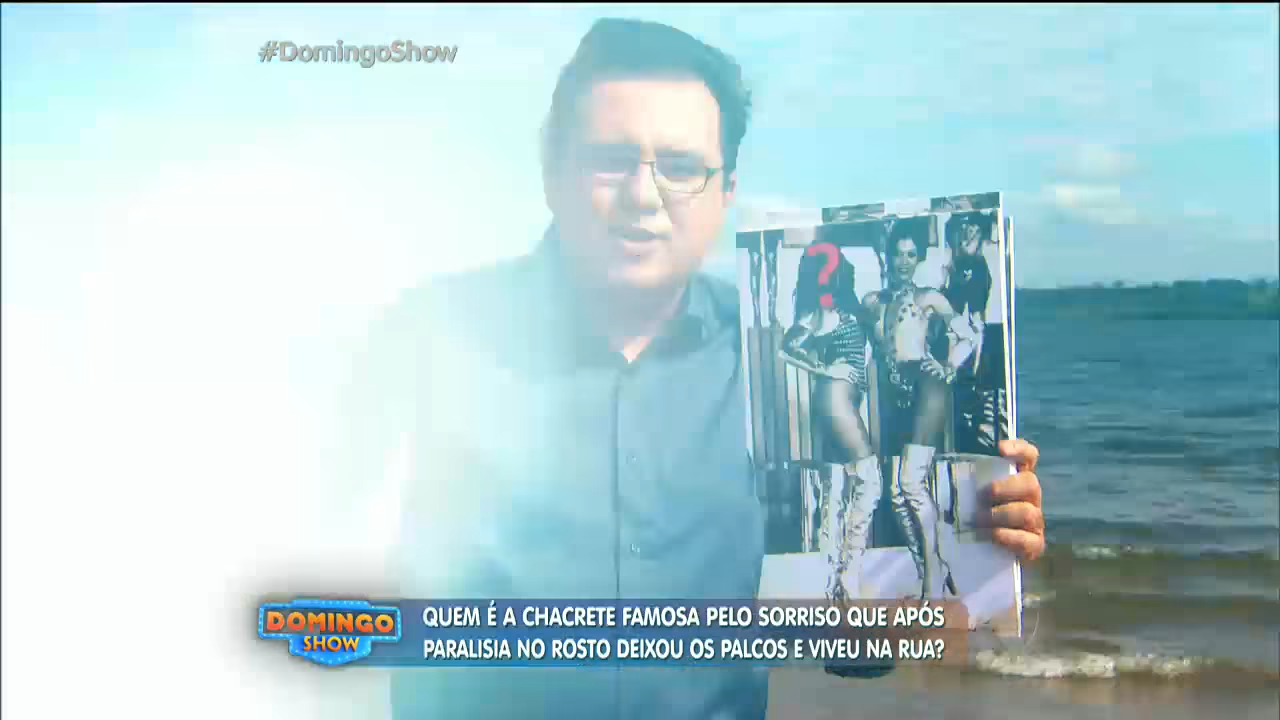 #DomingoShow
?
DOMINGO
SHOW
QUEM É A CHACRETE FAMOSA PELO SORRISO QUE APÓS
PARALISIA NO ROSTO DEIXOU OS PALCOS E VIVEU NA RUA?